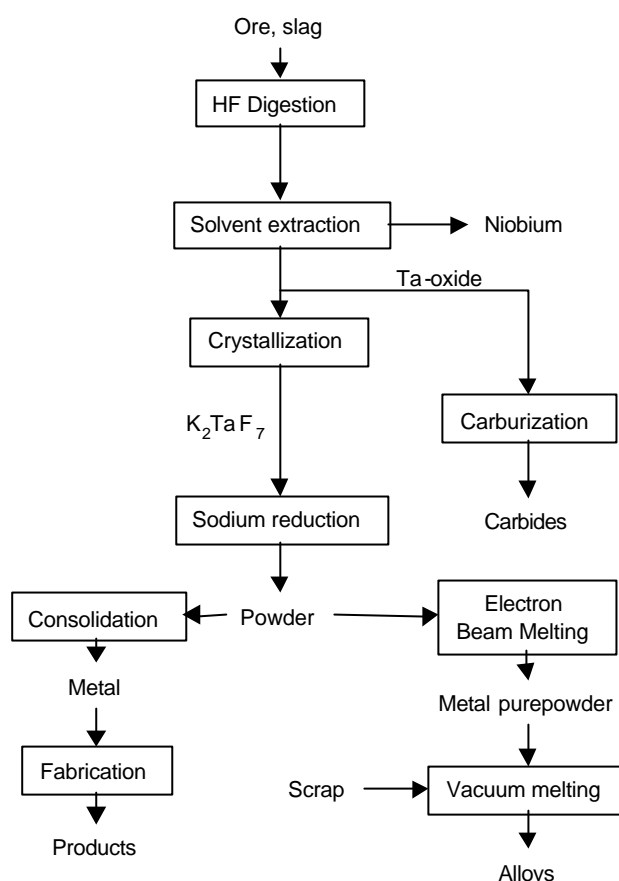 Ore, slag
HF Digestion
Solvent extraction
Niobium
Ta-oxide
Crystallization
K₂TaF₇
Carburization
Carbides
Sodium reduction
Consolidation
Powder
Electron
Beam Melting
Metal
Metal purepowder
Fabrication
Scrap
Vacuum melting
Products
Alloys